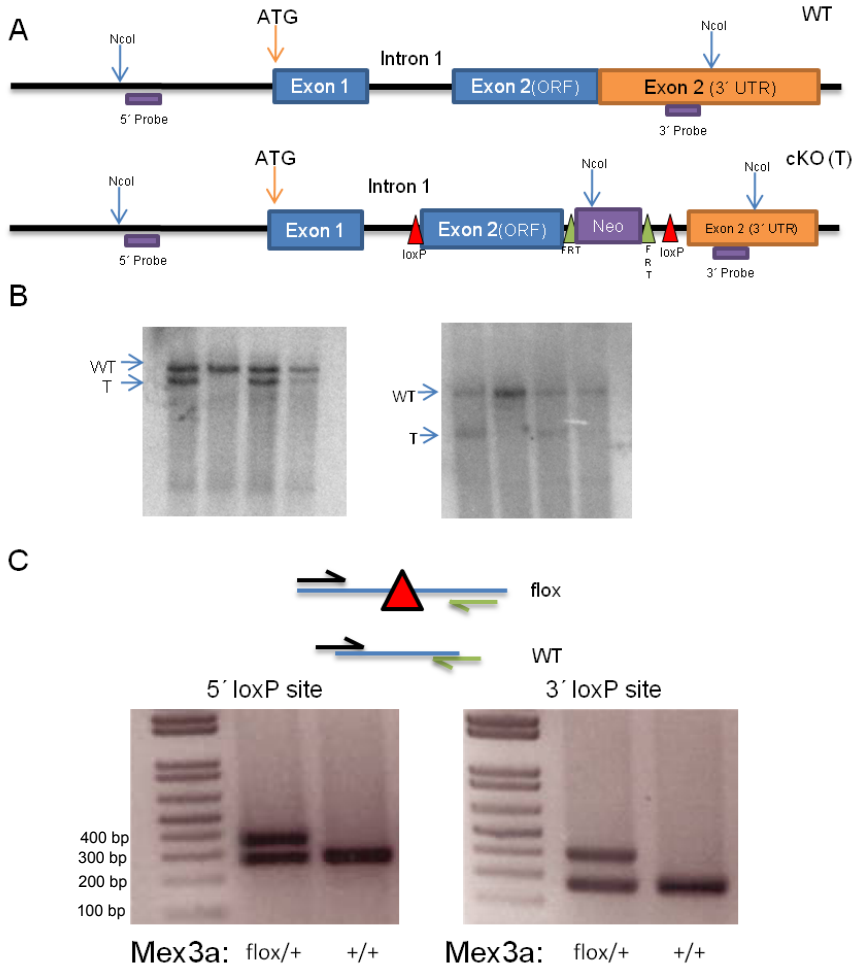 A
WT
NcoI
ATG
Intron 1
NcoI
Exon 1
Exon 2(ORF)
Exon 2 (3´ UTR)
5´ Probe
3´ Probe
cKO (T)
NcoI
ATG
Intron 1
NcoI
NcoI
Exon 1
Exon 2(ORF)
Neo
Exon 2 (3´ UTR)
loxP
FRT
FRT
loxP
5´ Probe
3´ Probe
B
WT
T
WT
T
C
flox
WT
5´ loxP site
3´ loxP site
400 bp
300 bp
200 bp
100 bp
Mex3a: flox/+ +/+
Mex3a: flox/+ +/+